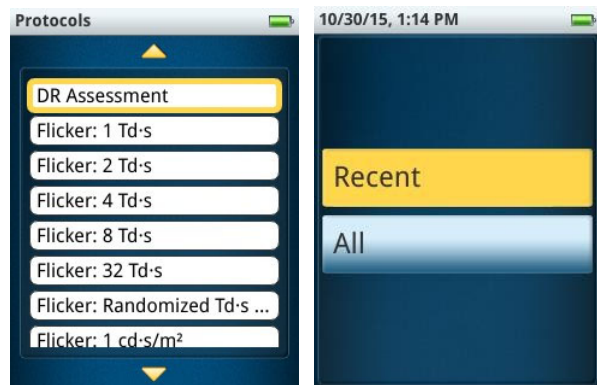 Protocols
DR Assessment
Flicker: 1 Td·s
Flicker: 2 Td·s
Flicker: 4 Td·s
Flicker: 8 Td·s
Flicker: 32 Td·s
Flicker: Randomized Td·s ...
Flicker: 1 cd·s/m²
10/30/15, 1:14 PM
Recent
All